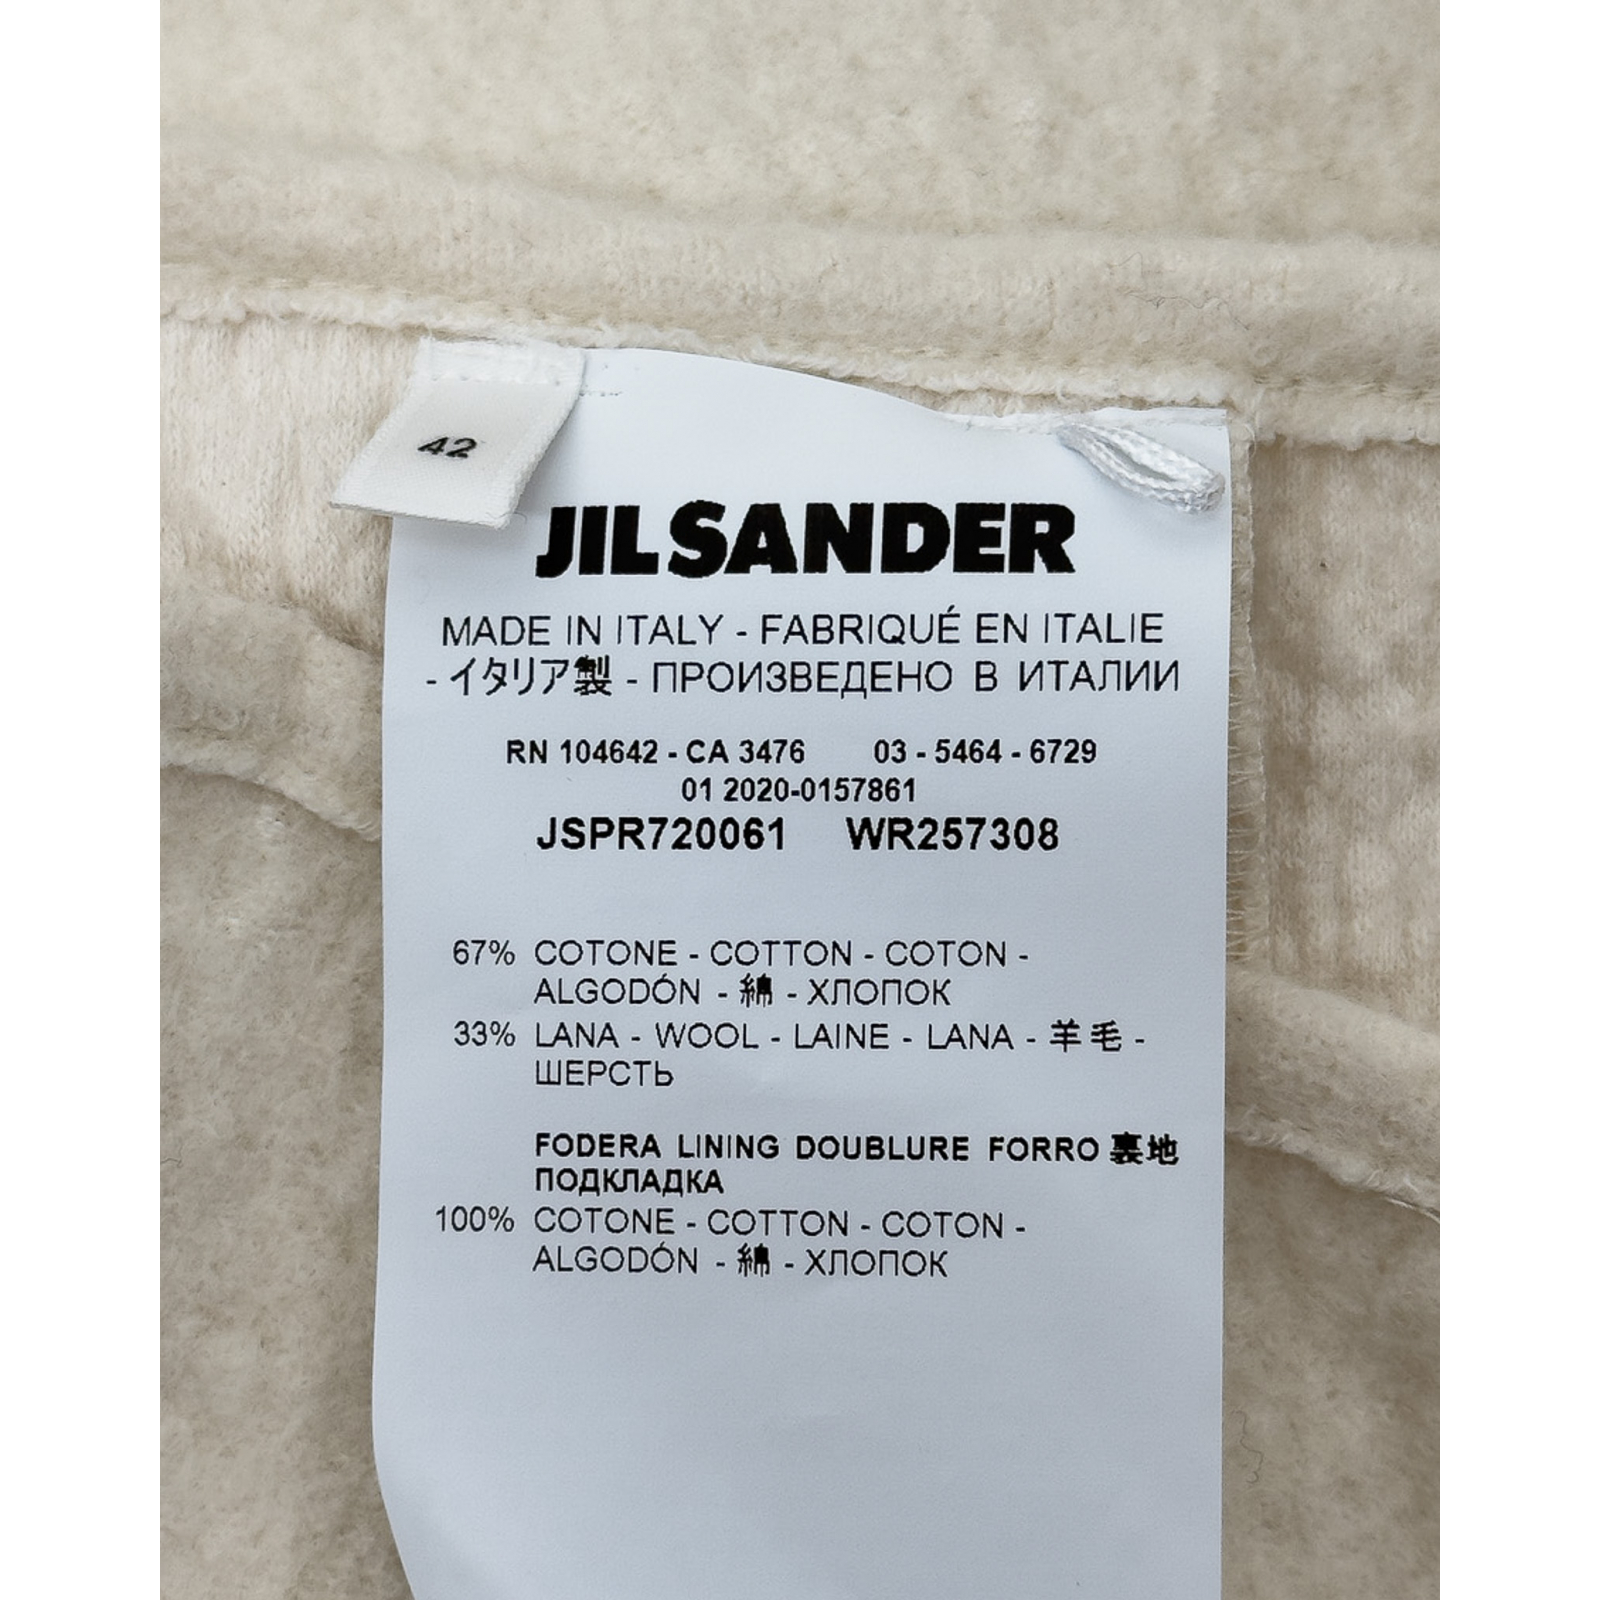 42
JIL SANDER
MADE IN ITALY - FABRIQUÉ EN ITALIE
- イタリア製 - ПРОИЗВЕДЕНО В ИТАЛИИ
RN 104642 - CA 3476 03 - 5464 - 6729
01 2020-0157861
JSPR720061 WR257308
67% COTONE - COTTON - COTON -
ALGODÓN - 綿 - ХЛОПОК
33% LANA - WOOL - LAINE - LANA - 羊毛 -
ШЕРСТЬ
FODERA LINING DOUBLURE FORRO 裏地
ПОДКЛАДКА
100% COTONE - COTTON - COTON -
ALGODÓN - 綿 - ХЛОПОК